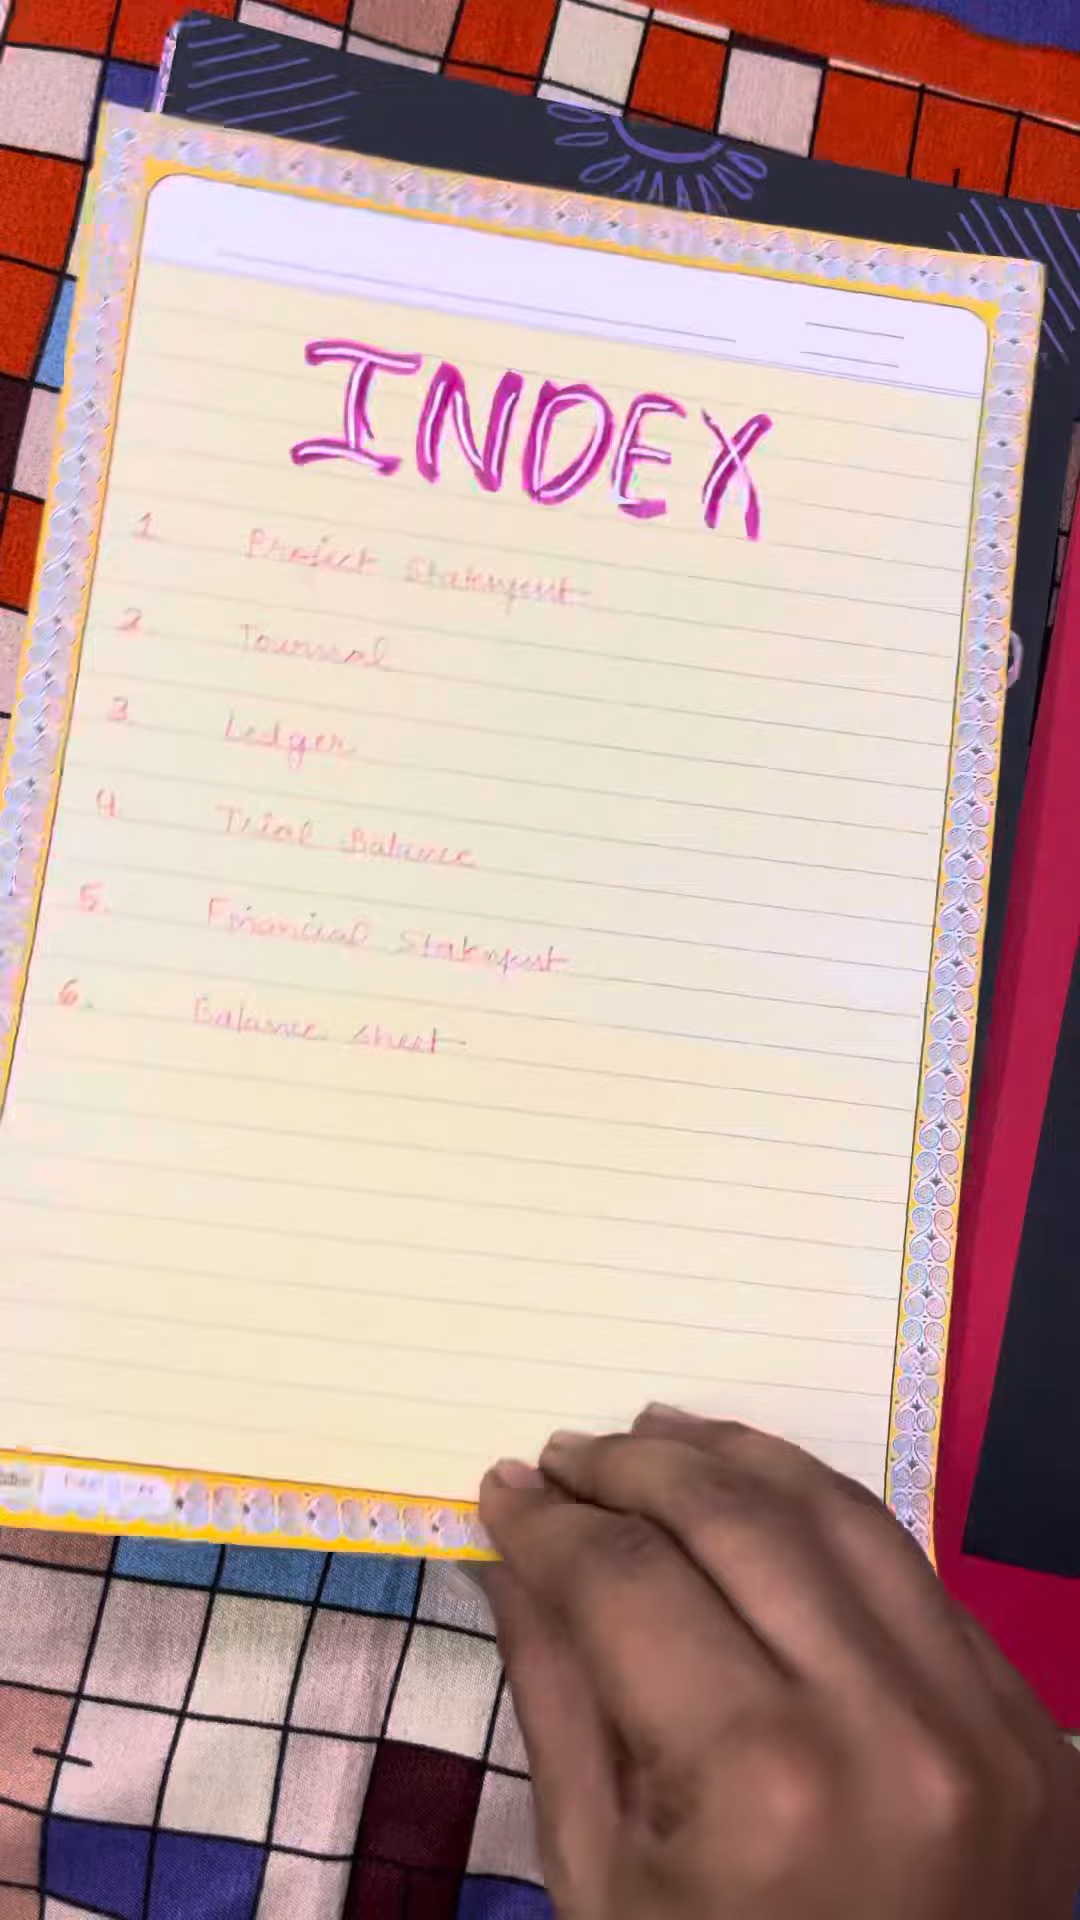 INDEX
1 Project Statement
2 Journal
3 Ledger
4 Trial Balance
5. Financial Statement
6. Balance sheet